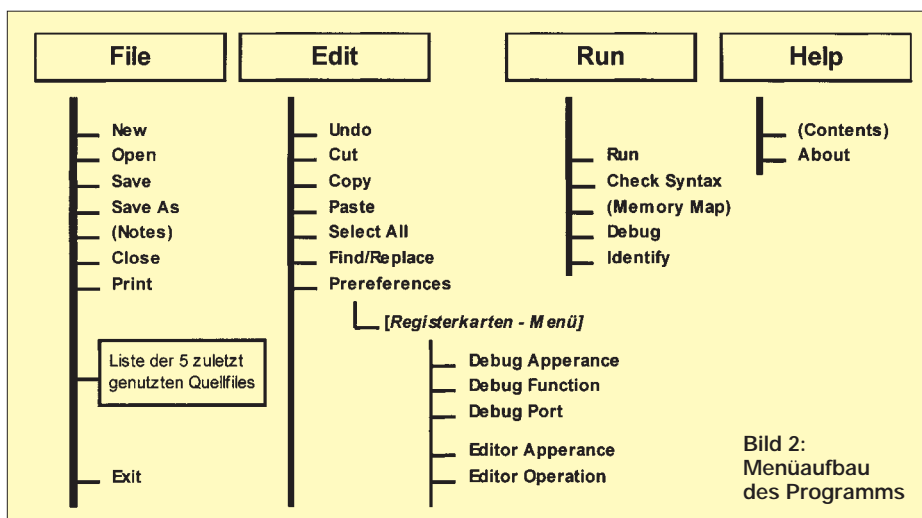 File
New
Open
Save
Save As
(Notes)
Close
Print
Liste der 5 zuletzt
genutzten Quellfiles
Exit
Edit
Undo
Cut
Copy
Paste
Select All
Find/Replace
Prereferences
[Registerkarten - Menü]
Debug Apperance
Debug Function
Debug Port
Editor Apperance
Editor Operation
Run
Run
Check Syntax
(Memory Map)
Debug
Identify
Help
(Contents)
About
Bild 2:
Menüaufbau
des Programms